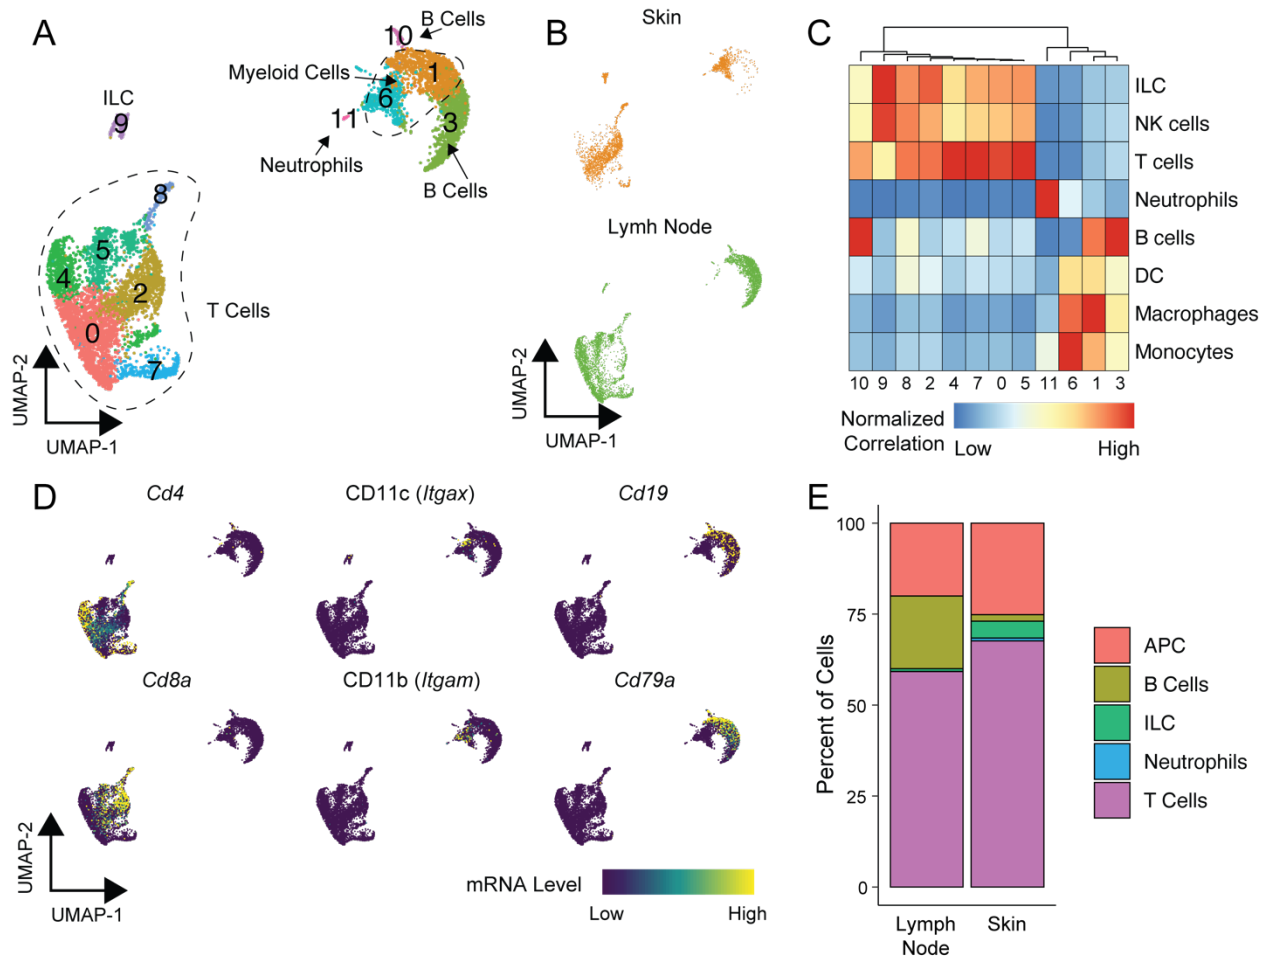 A
B Cells
10
Myeloid Cells
1
6
ILC
9
11
3
Neutrophils
B Cells
8
5
4
2
0
T Cells
7
UMAP-2
UMAP-1
B
Skin
Lymh Node
UMAP-2
UMAP-1
C
ILC
NK cells
T cells
Neutrophils
B cells
DC
Macrophages
Monocytes
10 9 8 2 4 7 0 5 11 6 1 3
Normalized
Correlation
Low High
D
Cd4
CD11c (Itgax)
Cd19
Cd8a
CD11b (Itgam)
Cd79a
UMAP-2
UMAP-1
mRNA Level
Low High
E
Percent of Cells
100
75
50
25
0
Lymph
Node
Skin
APC
B Cells
ILC
Neutrophils
T Cells